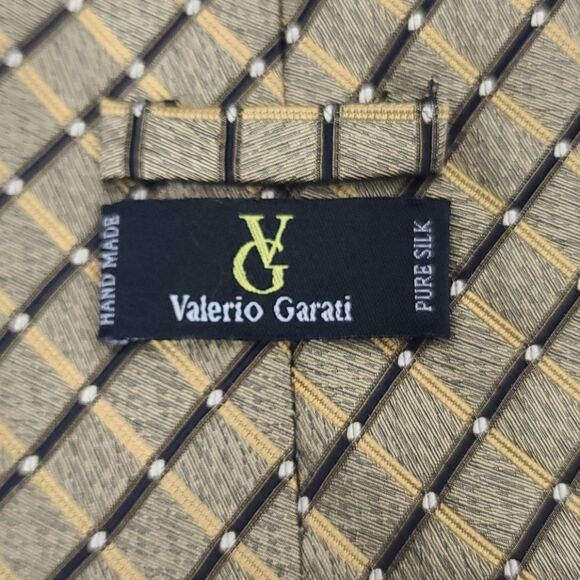 HAND MADE
VG
Valerio Garati
PURE SILK